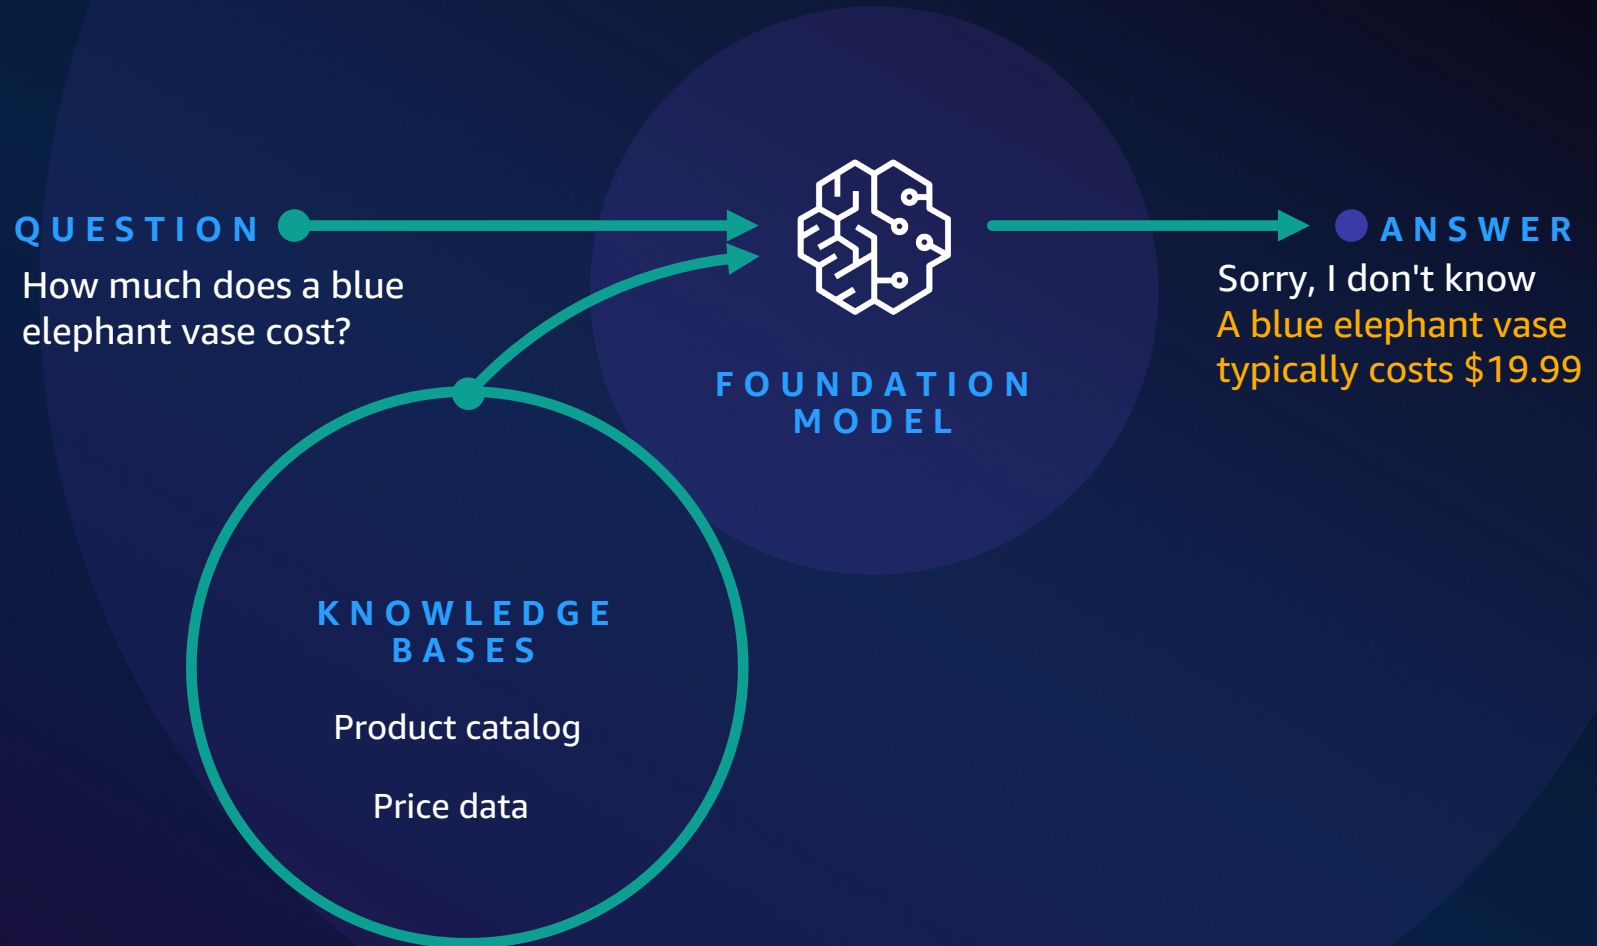 QUESTION
How much does a blue
elephant vase cost?
FOUNDATION
MODEL
ANSWER
Sorry, I don't know
A blue elephant vase
typically costs $19.99
KNOWLEDGE
BASES
Product catalog
Price data